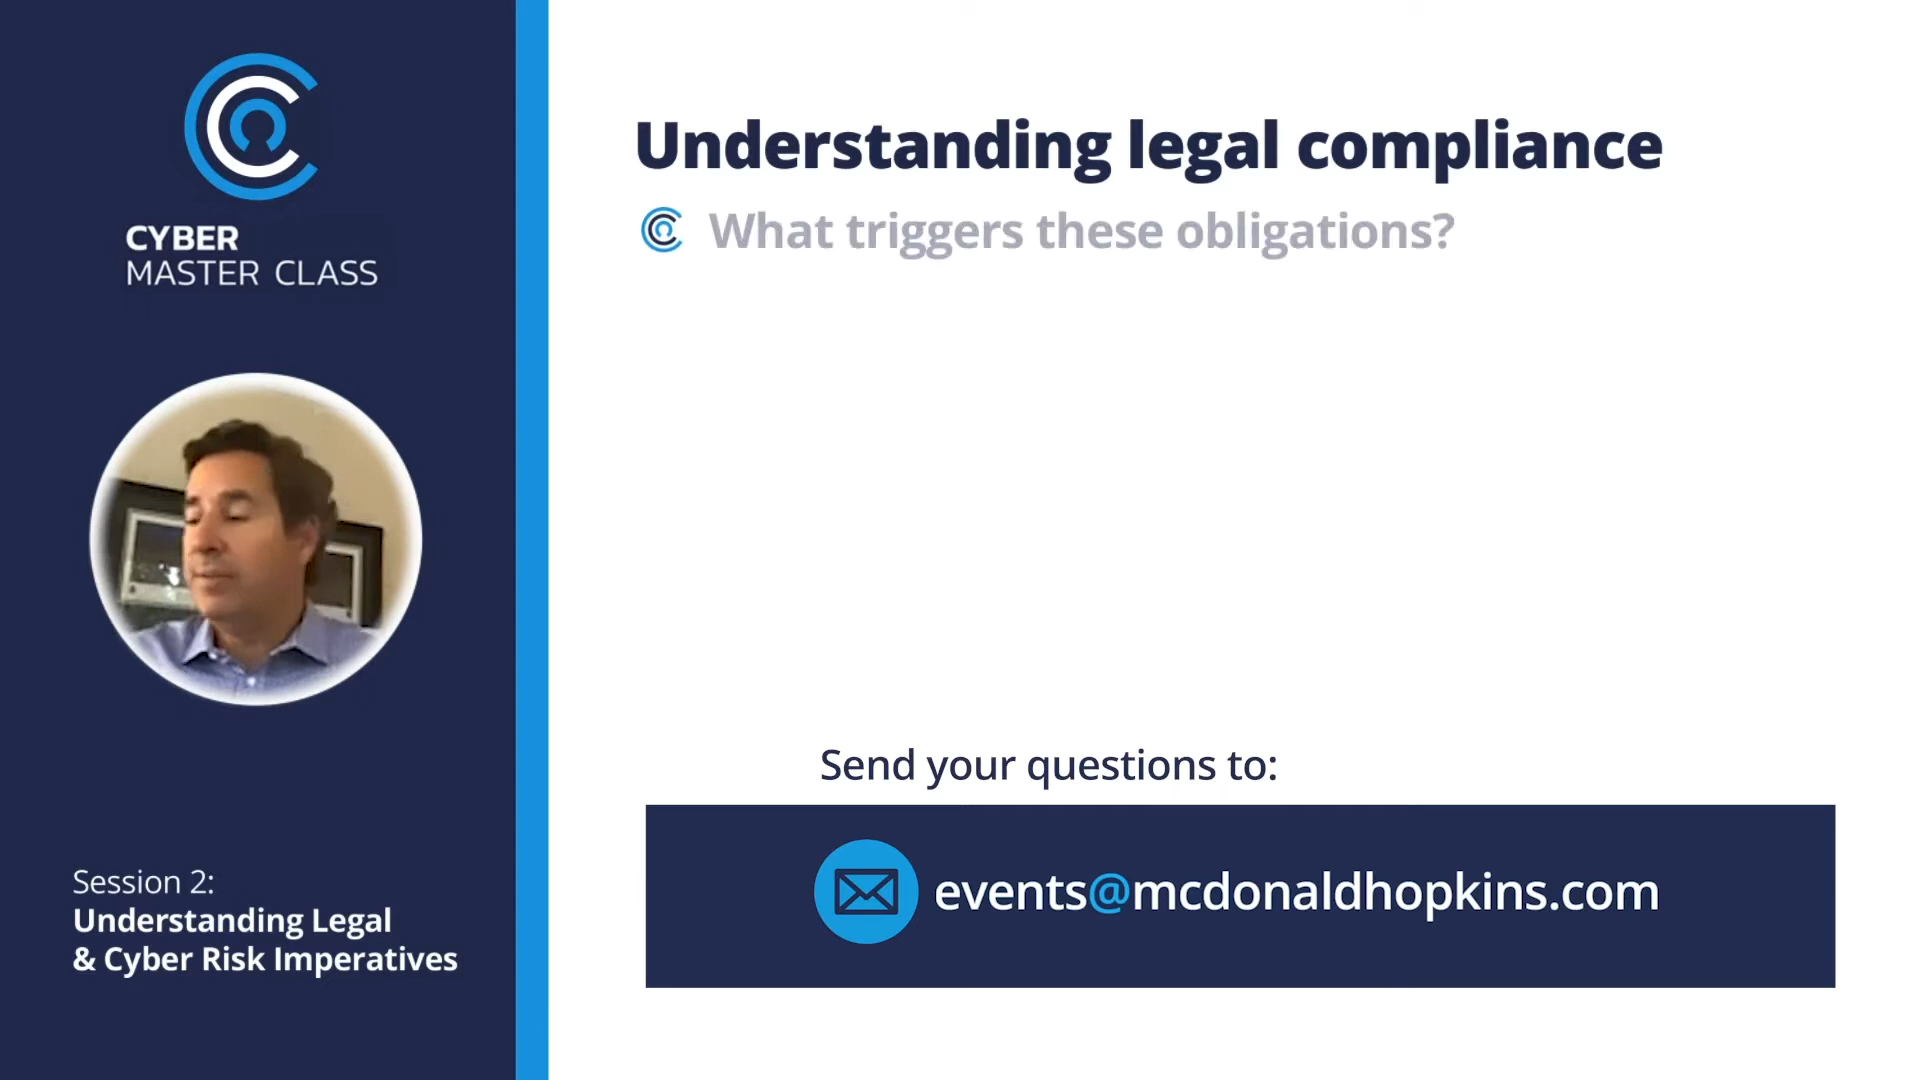 CYBER
MASTER CLASS
Session 2:
Understanding Legal
& Cyber Risk Imperatives
Understanding legal compliance
What triggers these obligations?
Send your questions to:
events@mcdonaldhopkins.com